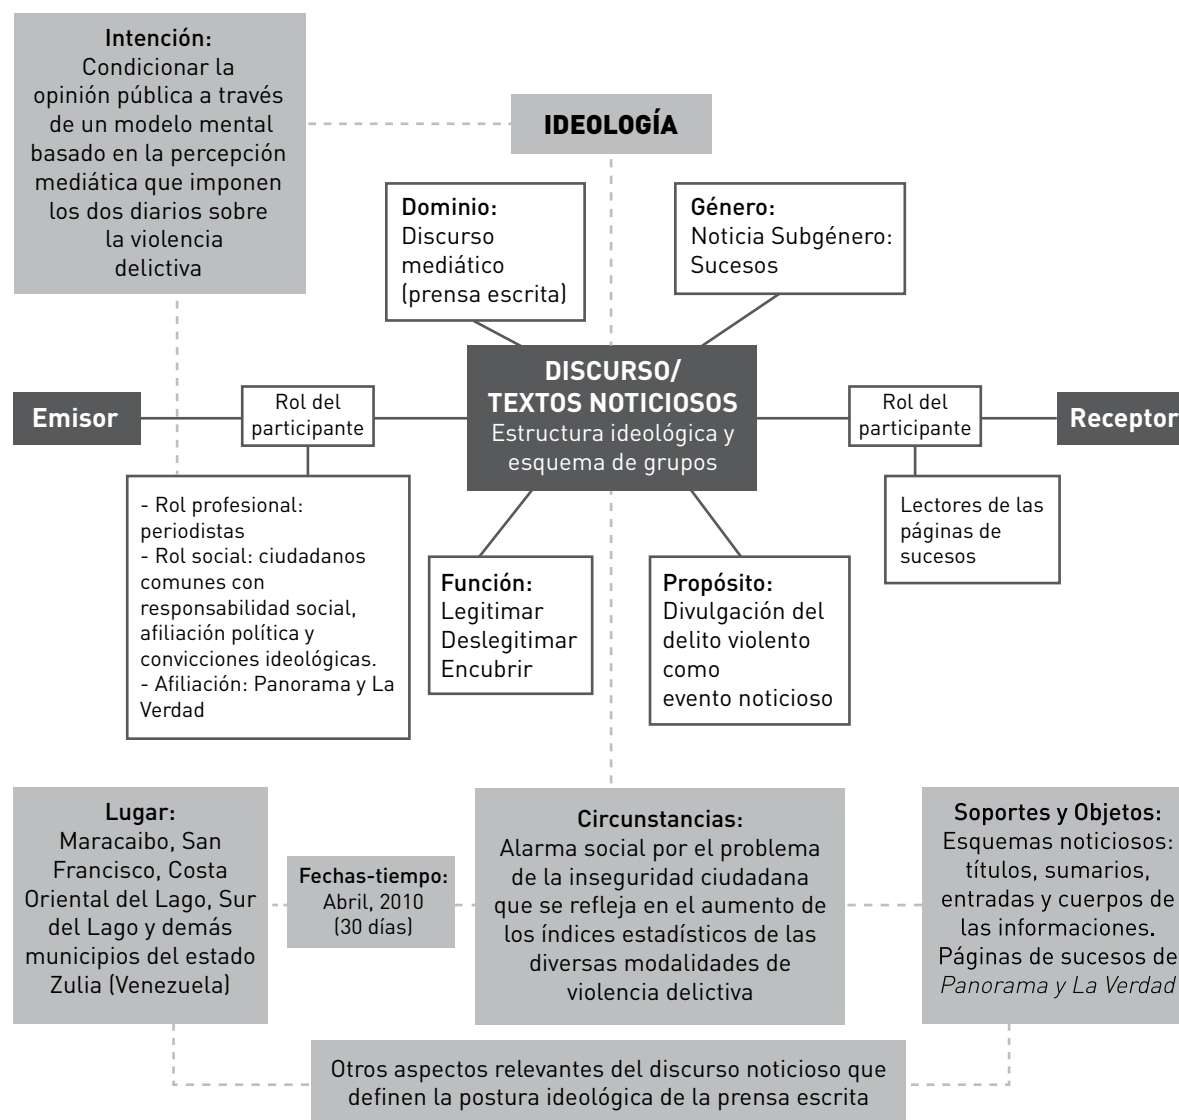 Intención:
Condicionar la
opinión pública a través
de un modelo mental
basado en la percepción
mediática que imponen
los dos diarios sobre
la violencia
delictiva
IDEOLOGÍA
Dominio:
Discurso
mediático
(prensa escrita)
Género:
Noticia Subgénero:
Sucesos
Emisor
Rol del
participante
DISCURSO/
TEXTOS NOTICIOSOS
Estructura ideológica y
esquema de grupos
Rol del
participante
Receptor
- Rol profesional:
periodistas
- Rol social: ciudadanos
comunes con
responsabilidad social,
afiliación política y
convicciones ideológicas.
- Afiliación: Panorama y La
Verdad
Función:
Legitimar
Deslegitimar
Encubrir
Propósito:
Divulgación del
delito violento
como
evento noticioso
Lectores de las
páginas de
sucesos
Lugar:
Maracaibo, San
Francisco, Costa
Oriental del Lago, Sur
del Lago y demás
municipios del estado
Zulia (Venezuela)
Fechas-tiempo:
Abril, 2010
(30 días)
Circunstancias:
Alarma social por el problema
de la inseguridad ciudadana
que se refleja en el aumento de
los índices estadísticos de las
diversas modalidades de
violencia delictiva
Soportes y Objetos:
Esquemas noticiosos:
títulos, sumarios,
entradas y cuerpos de
las informaciones.
Páginas de sucesos de
Panorama y La Verdad
Otros aspectos relevantes del discurso noticioso que
definen la postura ideológica de la prensa escrita